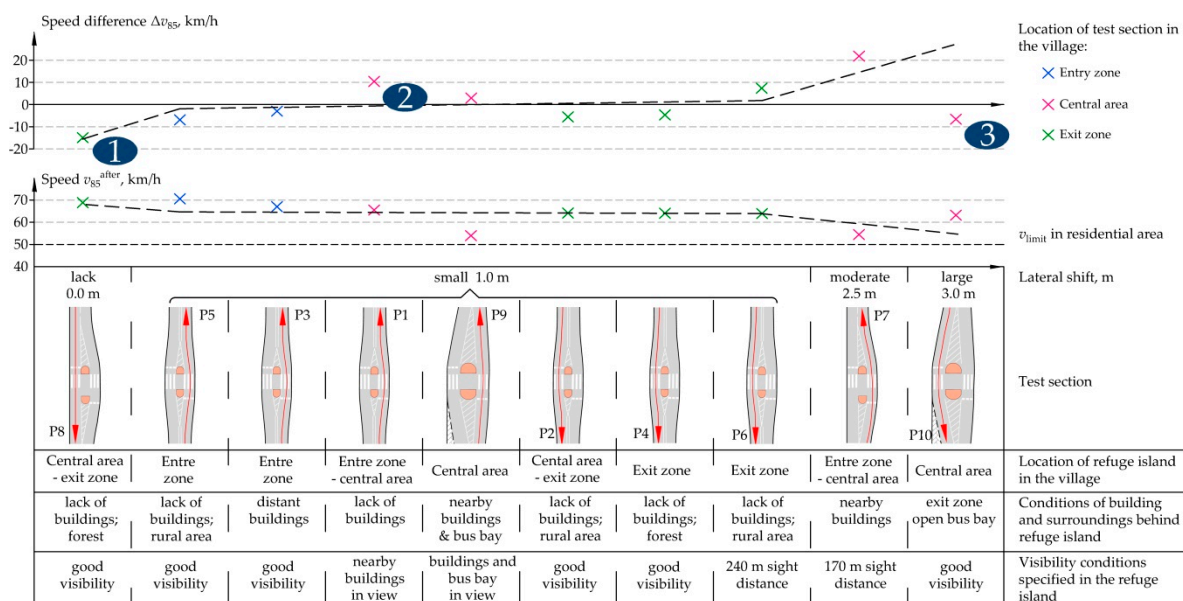 Speed difference Δv85, km/h
20
10
0
-10
-20
1
2
3
Location of test section in
the village:
Entry zone
Central area
Exit zone
Speed v85 after, km/h
70
60
50
40
vlimit in residential area
lack
0.0 m
small 1.0 m
moderate
2.5 m
large
3.0 m
Lateral shift, m
P8
P5
P3
P1
P9
P2
P4
P6
P7
P10
Test section
Central area
- exit zone
Entre
zone
Entre
zone
Entre zone
- central area
Central area
Cental area
- exit zone
Exit zone
Exit zone
Entre zone
- central area
Central area
Location of refuge island
in the village
lack of
buildings;
forest
lack of
buildings;
rural area
distant
buildings
lack of
buildings
nearby
buildings
& bus bay
lack of
buildings;
rural area
lack of
buildings;
forest
lack of
buildings;
rural area
nearby
buildings
exit zone
open bus bay
Conditions of building
and surroundings behind
refuge island
good
visibility
good
visibility
good
visibility
nearby
buildings
in view
buildings and
bus bay
in view
good
visibility
good
visibility
240 m sight
distance
170 m sight
distance
good
visibility
Visibility conditions
specified in the refuge
island